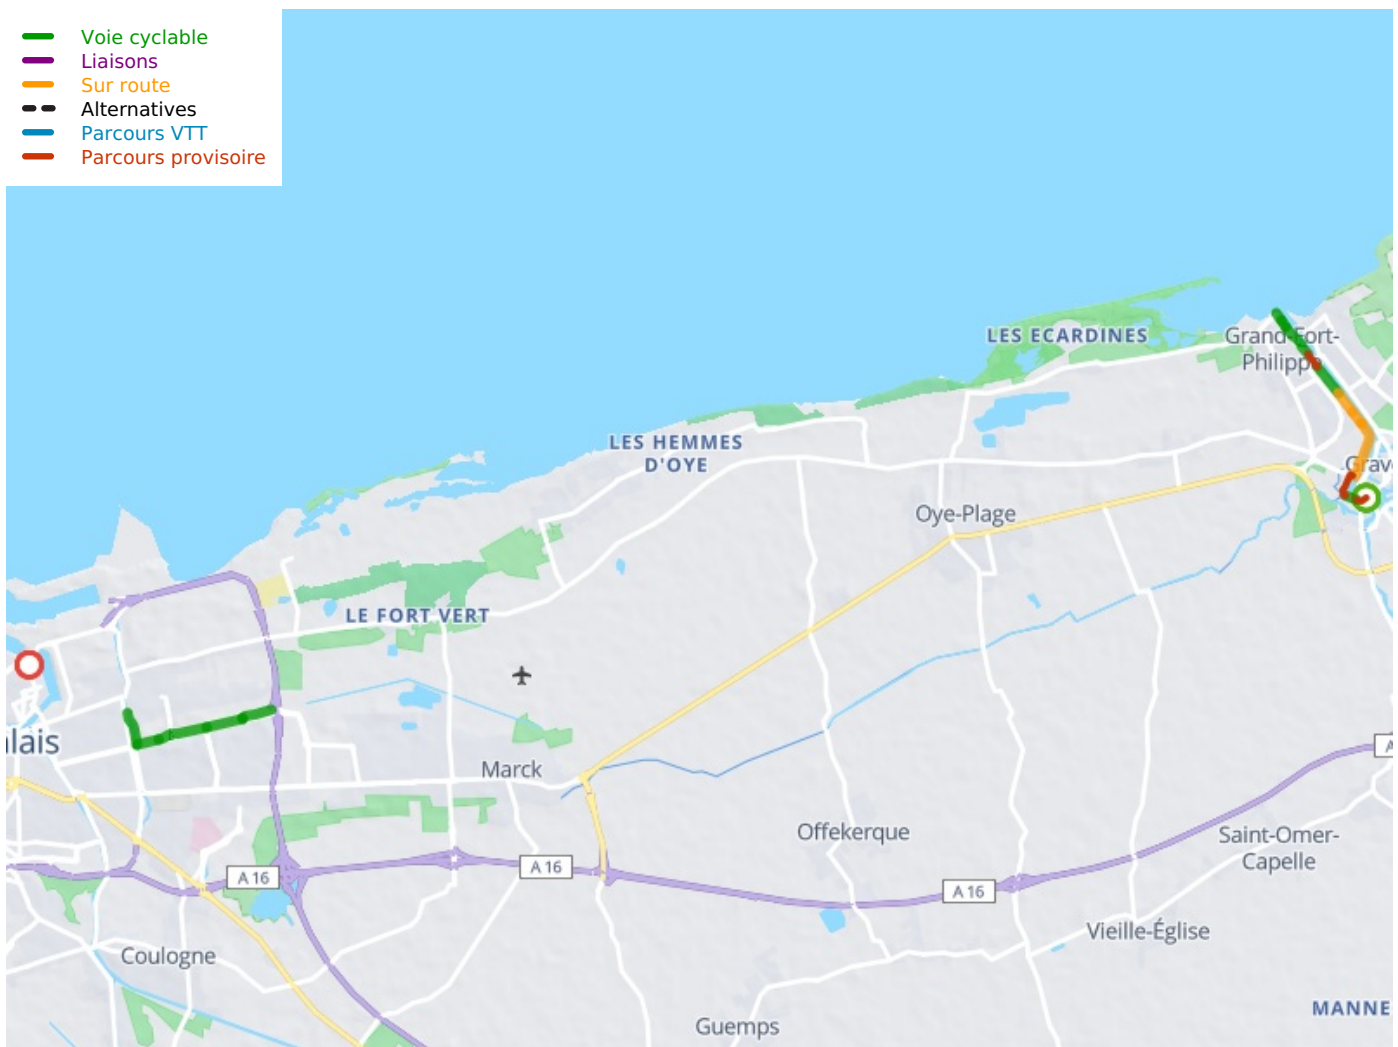 Voie cyclable
Liaisons
Sur route
Alternatives
Parcours VTT
Parcours provisoire
LES ECARDINES
Grand-Fort-
Philippe
LES HEMMES
D'OYE
Grav
Oye-Plage
LE FORT VERT
lais
Marck
A
Offekerque
Saint-Omer-
Capelle
A 16
A 16
A 16
Vieille-Église
Coulogne
MANNE
Guemps